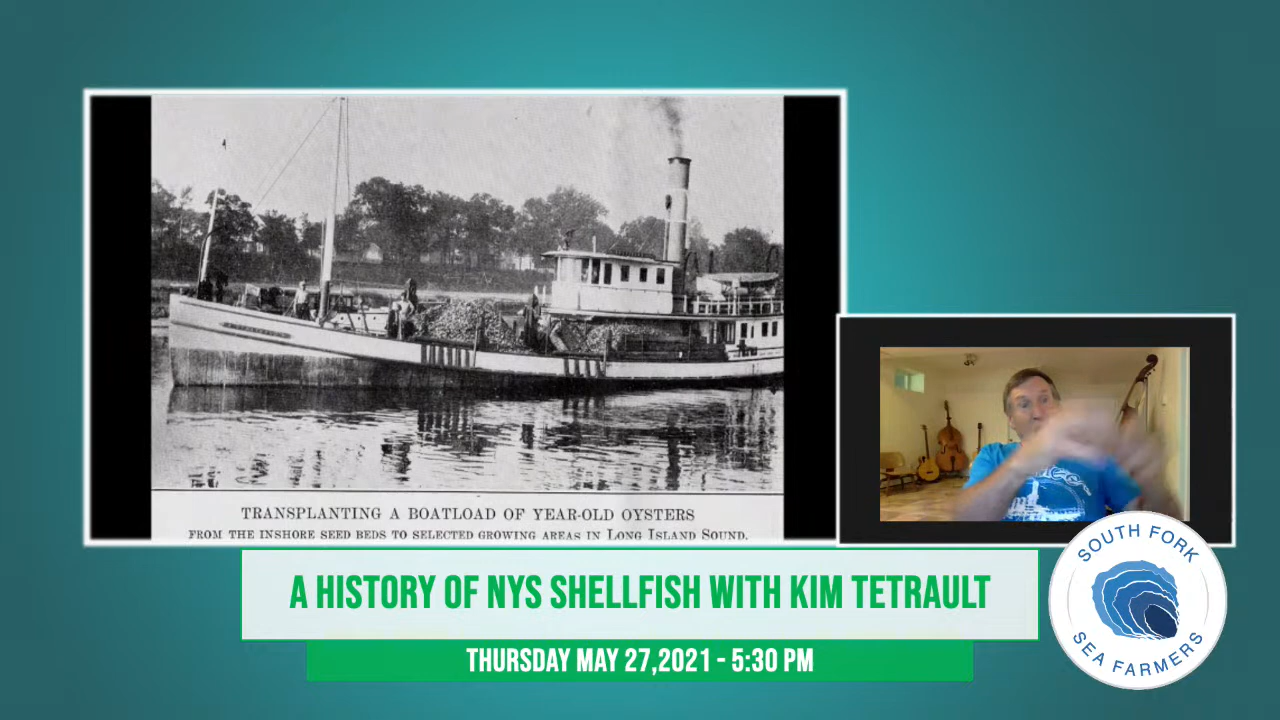 TRANSPLANTING A BOATLOAD OF YEAR-OLD OYSTERS
FROM THE INSHORE SEED BEDS TO SELECTED GROWING AREAS IN LONG ISLAND SOUND.
A HISTORY OF NYS SHELLFISH WITH KIM TETRAULT
THURSDAY MAY 27,2021 - 5:30 PM
SOUTH FORK
SEA FARMERS